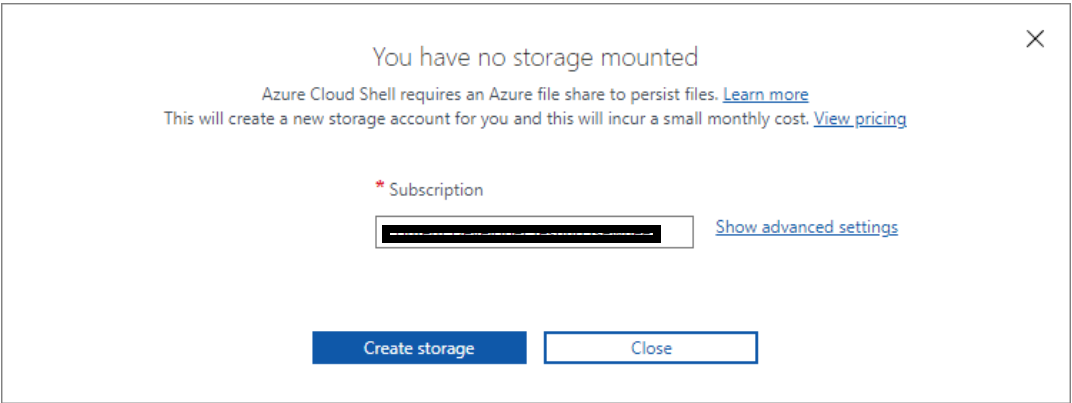 You have no storage mounted
Azure Cloud Shell requires an Azure file share to persist files. Learn more
This will create a new storage account for you and this will incur a small monthly cost. View pricing
* Subscription
Show advanced settings
Create storage
Close